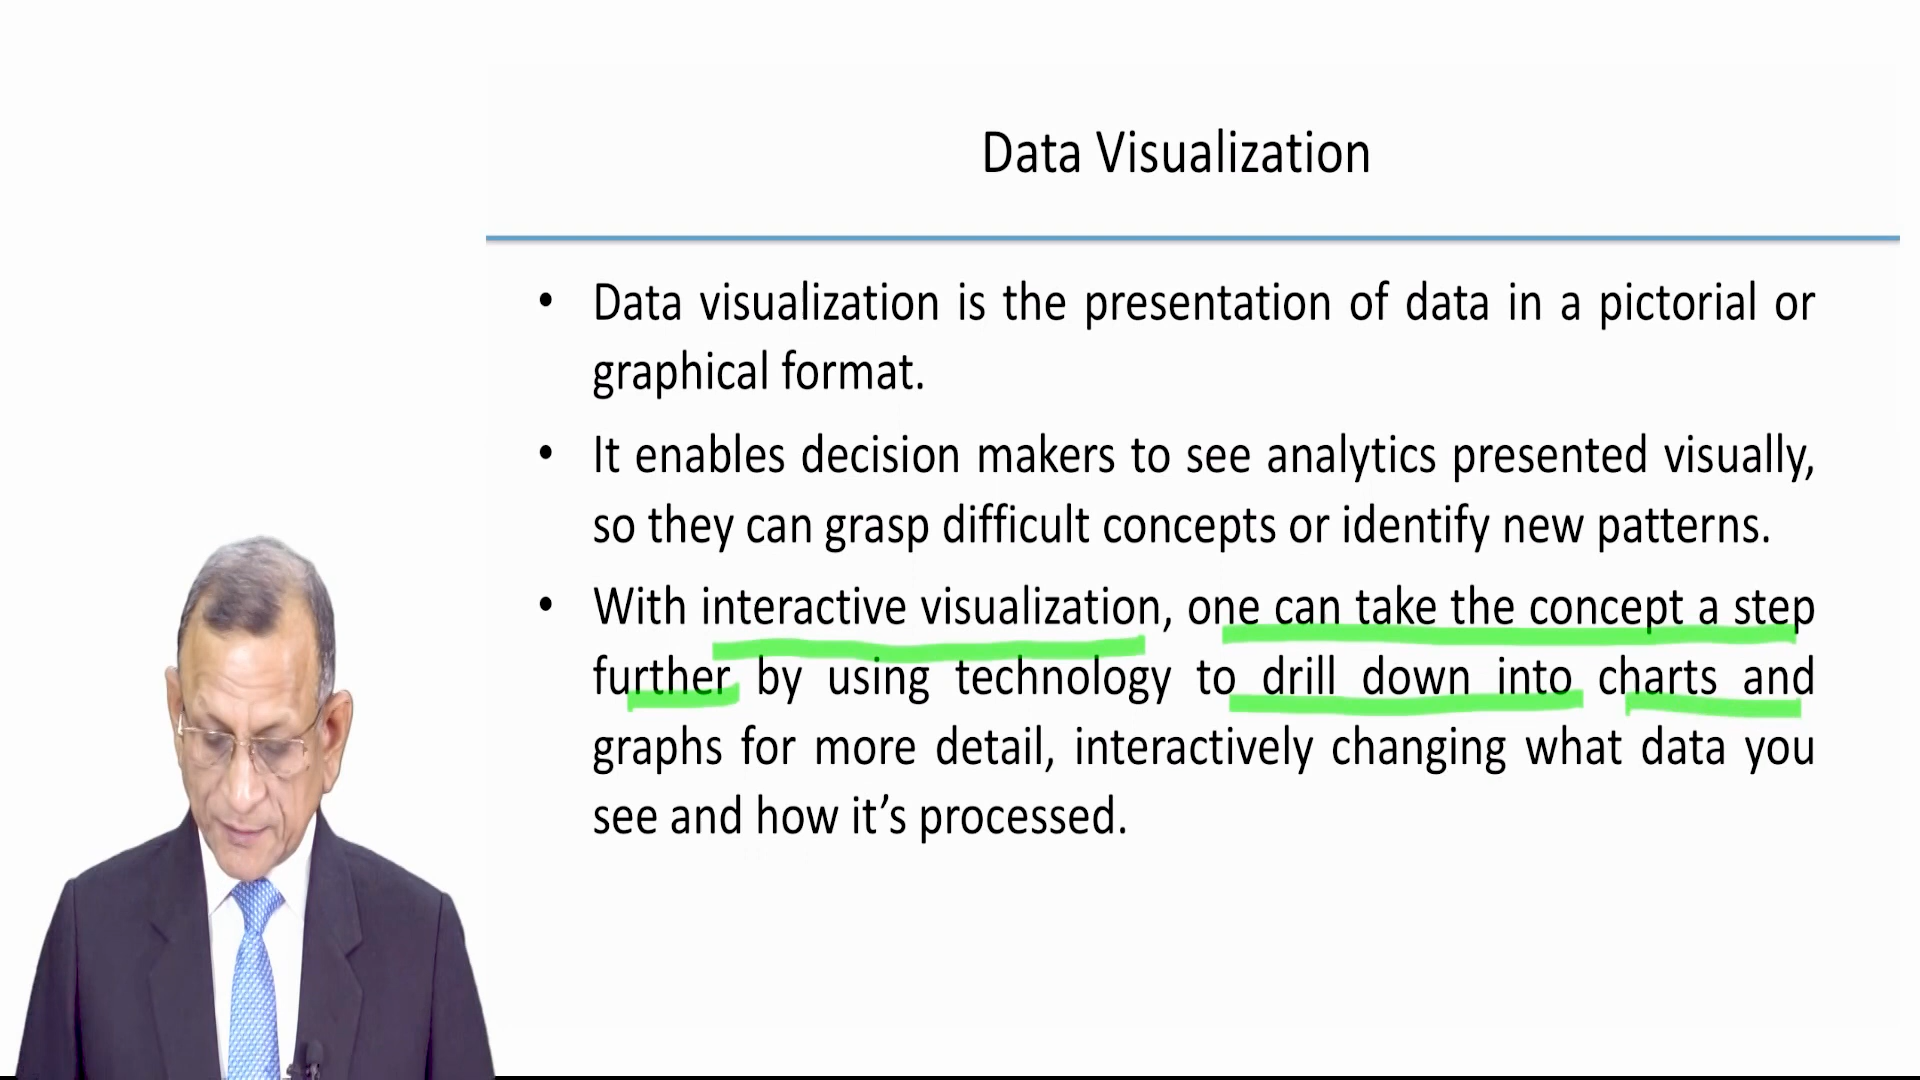 Data Visualization
• Data visualization is the presentation of data in a pictorial or
graphical format.
• It enables decision makers to see analytics presented visually,
so they can grasp difficult concepts or identify new patterns.
• With interactive visualization, one can take the concept a step
further by using technology to drill down into charts and
graphs for more detail, interactively changing what data you
see and how it’s processed.